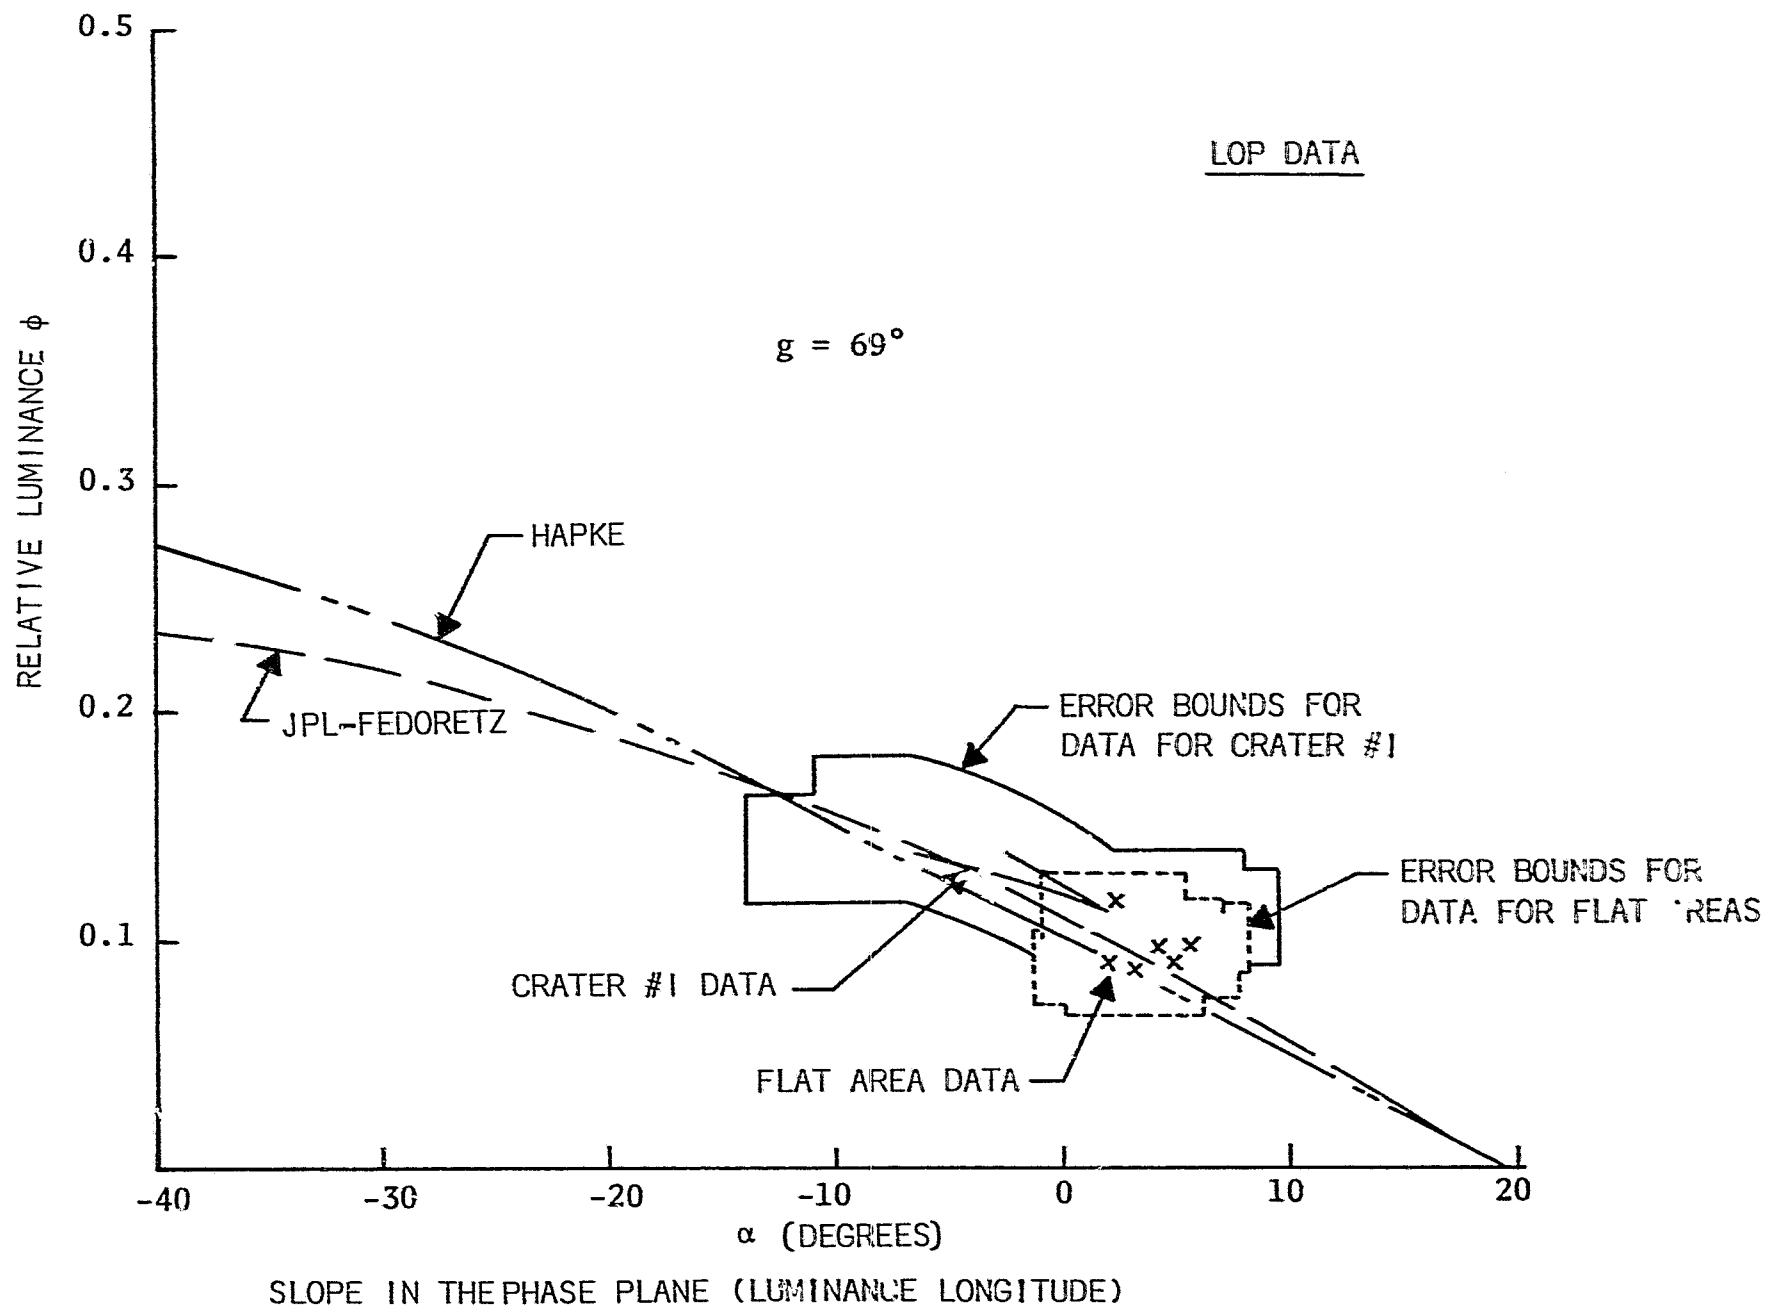 0.5
LOP DATA
0.4
g = 69°
0.3
HAPKE
RELATIVE LUMINANCE ϕ
0.2
JPL-FEDORETZ
ERROR BOUNDS FOR
DATA FOR CRATER #1
ERROR BOUNDS FOR
DATA FOR FLAT 'REAS
0.1
CRATER #1 DATA
FLAT AREA DATA
-40 -30 -20 -10 0 10 20
α (DEGREES)
SLOPE IN THE PHASE PLANE (LUMINANCE LONGITUDE)